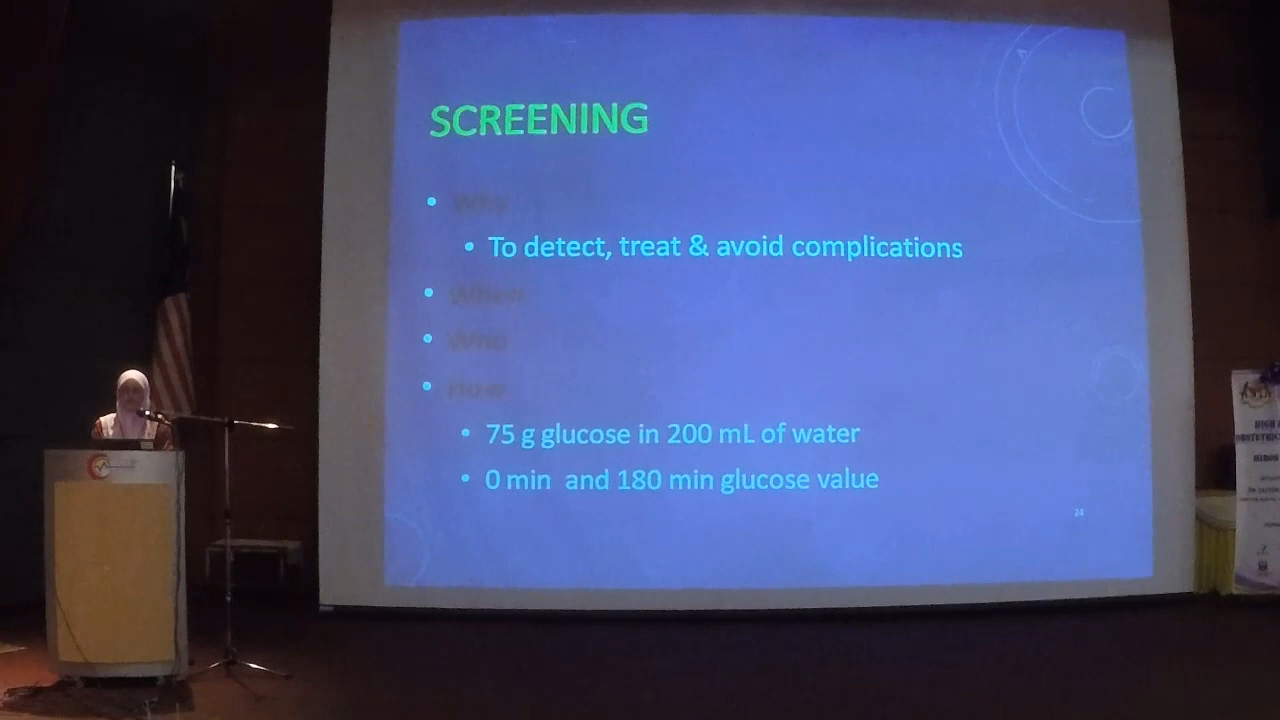 SCREENING
• Why
• To detect, treat & avoid complications
• When
• Who
• How
• 75 g glucose in 200 mL of water
• 0 min and 180 min glucose value
24